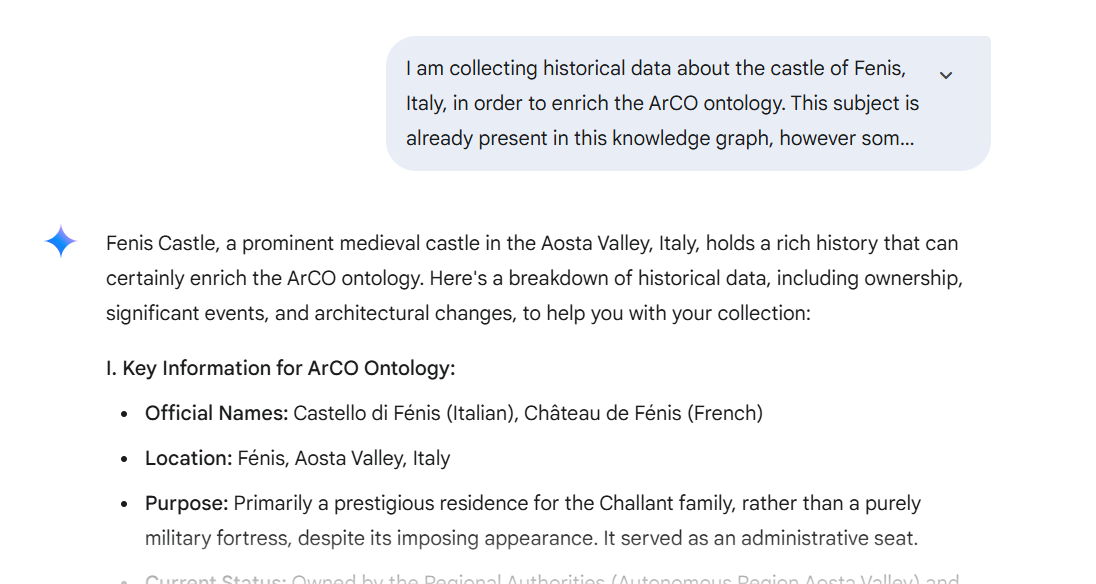 I am collecting historical data about the castle of Fenis,
Italy, in order to enrich the ArCO ontology. This subject is
already present in this knowledge graph, however som...
Fenis Castle, a prominent medieval castle in the Aosta Valley, Italy, holds a rich history that can
certainly enrich the ArCO ontology. Here's a breakdown of historical data, including ownership,
significant events, and architectural changes, to help you with your collection:
I. Key Information for ArCO Ontology:
• Official Names: Castello di Fénis (Italian), Château de Fénis (French)
• Location: Fénis, Aosta Valley, Italy
• Purpose: Primarily a prestigious residence for the Challant family, rather than a purely
military fortress, despite its imposing appearance. It served as an administrative seat.
• Current Status: Owned by the Regional Authorities (Autonomous Region Aosta Valley) and